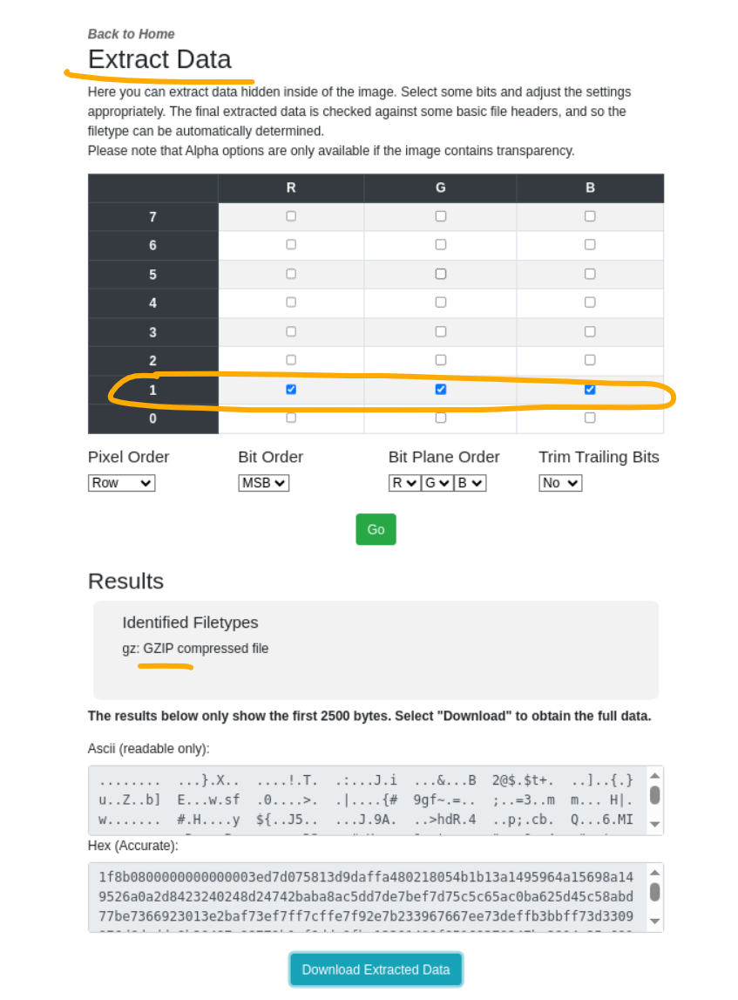 Back to Home
Extract Data
Here you can extract data hidden inside of the image. Select some bits and adjust the settings
appropriately. The final extracted data is checked against some basic file headers, and so the
filetype can be automatically determined.
Please note that Alpha options are only available if the image contains transparency.
R G B
7
6
5
4
3
2
1
0
Pixel Order Bit Order Bit Plane Order Trim Trailing Bits
Row MSB R G B No
Go
Results
Identified Filetypes
gz: GZIP compressed file
The results below only show the first 2500 bytes. Select "Download" to obtain the full data.
Ascii (readable only):
........ ...}.X.. ....!.T. .:...J.i ...&...B 2@$.$t+. ..]..{.}
u..Z..b] E...w.sf .0....>. .|....{# 9gf~.=.. ;..=3..m m... H|.
w....... #.H....y ${..J5.. ...J.9A. ..>hdR.4 ..p;.cb. Q...6.MI
Hex (Accurate):
1f8b0800000000000003ed7d075813d9daffa480218054b1b13a1495964a15698a14
9526a0a2d8423240248d24742baba8ac5dd7de7bef7d75c5c65ac0ba625d45c58abd
77be7366923013e2baf73ef7ff7cffe7f92e7b233967667ee73deffb3bbff73d3309
Download Extracted Data